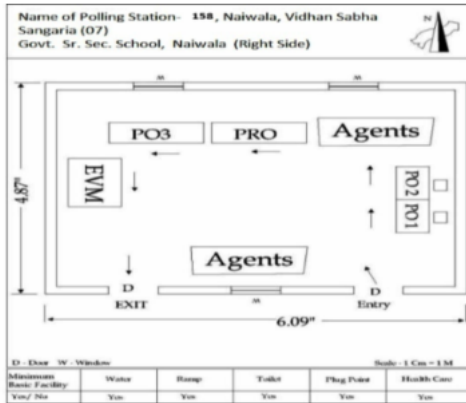 Name of Polling Station- 158, Naiwala, Vidhan Sabha
Sangaria (07)
Govt. Sr. Sec. School, Naiwala (Right Side)
N
W W
PO3 PRO Agents
EVM
PO2
PO1
4.87"
Agents
D D
EXIT W Entry
6.09"
D - Door W - Window Scale - 1 Cm = 1 M
Minimum Basic Facility Water Ramp Toilet Plug Point Health Care
Yes/ No Yes Yes Yes Yes Yes